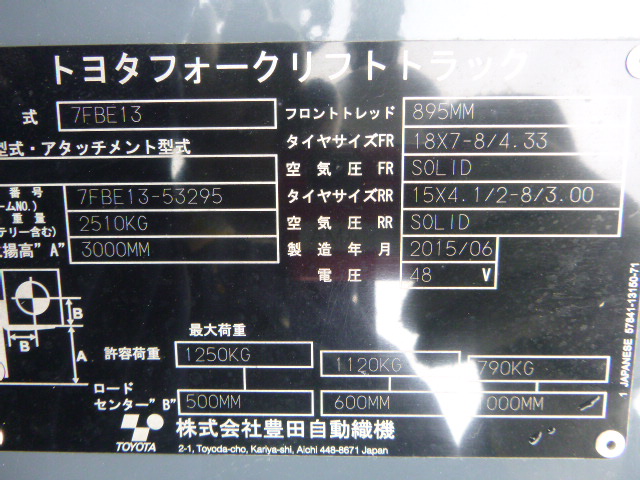 トヨタフォークリフトトラック
式 7FBE13 フロントトレッド 895MM
型式・アタッチメント型式 タイヤサイズFR 18X7-8/4.33
空気圧 FR SOLID
番号 7FBE13-53295 タイヤサイズRR 15X4.1/2-8/3.00
ームNO.)
重量 2510KG 空気圧 RR SOLID
テリー含む)
揚高"A" 3000MM 製造年月 2015/06
電圧 48 V
B
B
A
最大荷重
許容荷重 1250KG 1120KG 790KG
ロード
センター"B" 500MM 600MM 000MM
TOYOTA 株式会社豊田自動織機
2-1, Toyoda-cho, Kariya-shi, Aichi 448-8671 Japan
1 JAPANESE 57841-13150-71